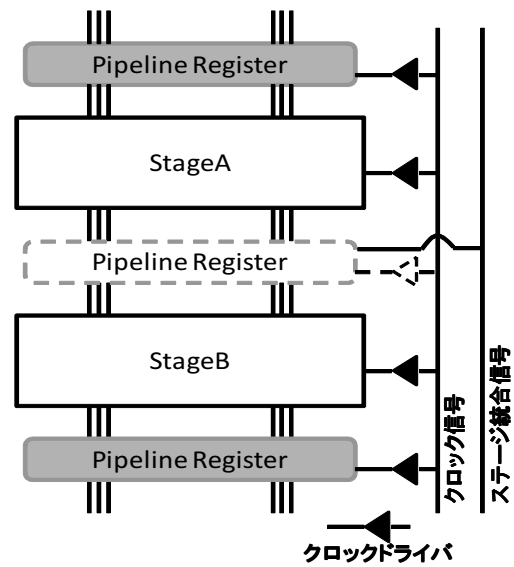 Pipeline Register
StageA
Pipeline Register
StageB
Pipeline Register
クロック信号
ステージ統合信号
クロックドライバ